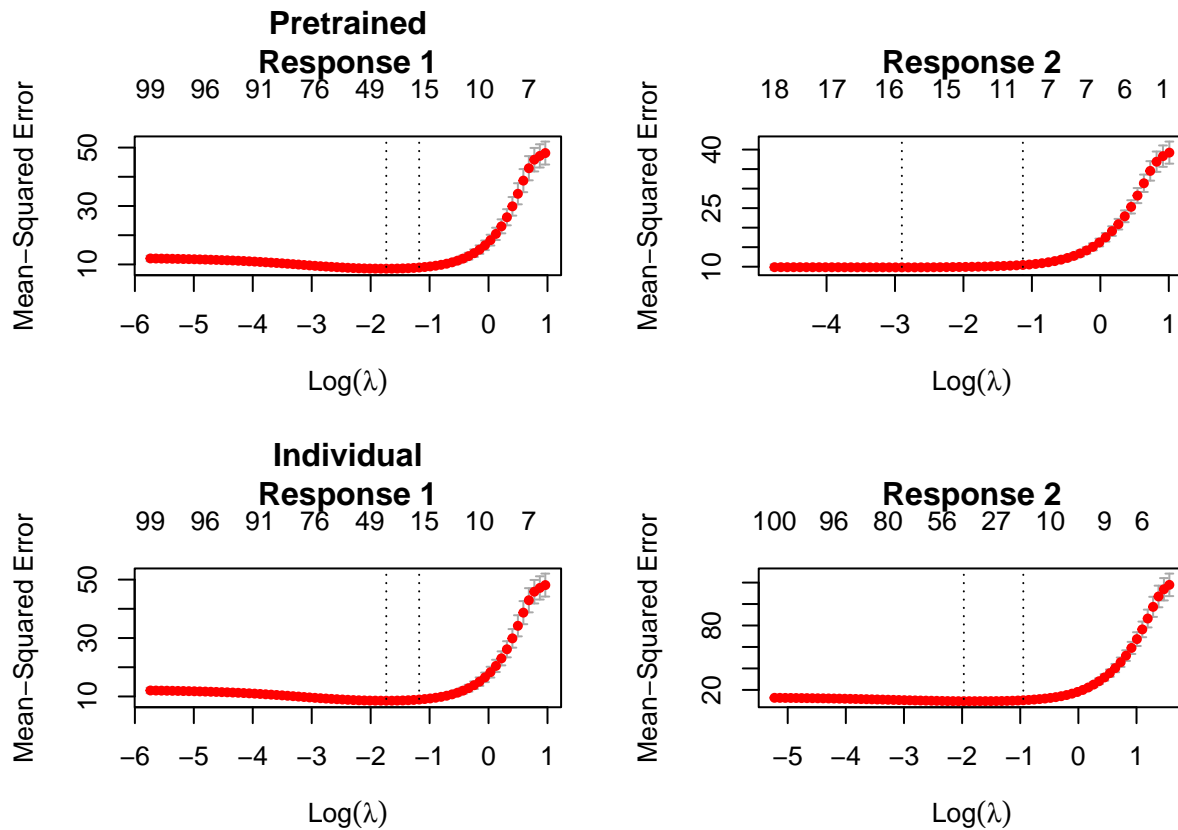 Pretrained
Response 1
99 96 91 76 49 15 10 7
Mean−Squared Error
10 30 50
−6 −5 −4 −3 −2 −1 0 1
Log(λ)
Response 2
18 17 16 15 11 7 7 6 1
Mean−Squared Error
10 25 40
−4 −3 −2 −1 0 1
Log(λ)
Individual
Response 1
99 96 91 76 49 15 10 7
Mean−Squared Error
10 30 50
−6 −5 −4 −3 −2 −1 0 1
Log(λ)
Response 2
100 96 80 56 27 10 9 6
Mean−Squared Error
20 80
−5 −4 −3 −2 −1 0 1
Log(λ)